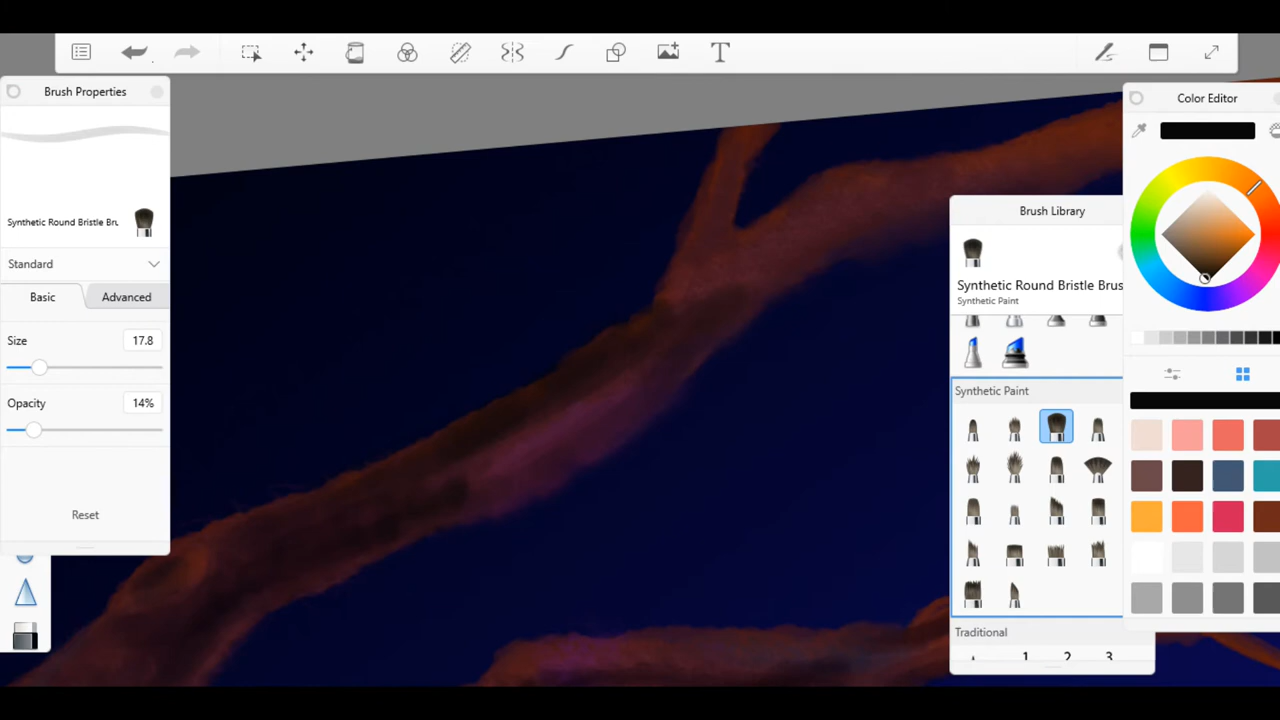 T
Brush Properties
Synthetic Round Bristle Bru.
Standard
Basic
Advanced
Size
17.8
Opacity
14%
Reset
Brush Library
Synthetic Round Bristle Brus
Synthetic Paint
Synthetic Paint
Traditional
1 2 3
Color Editor